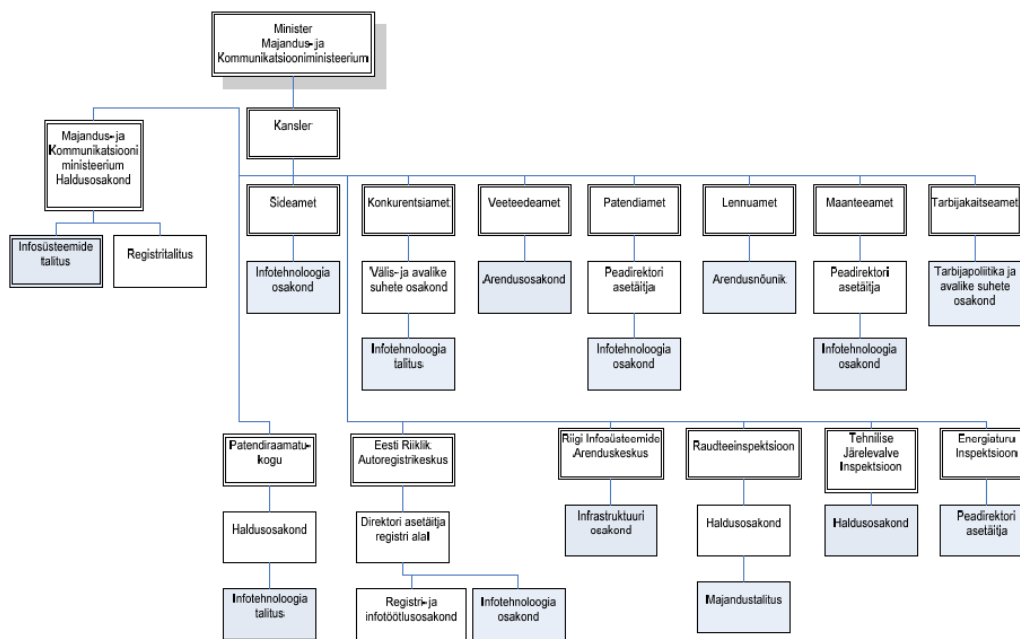 Minister
Majandus- ja
Kommunikatsiooniministeerium
Kansler
Majandus- ja
Kommunikatsiooni
ministeerium
Haldusosakond
Infosüsteemide
talitus
Registritalitus
Sideamet
Konkurentsiamet
Veeteedeamet
Patendiamet
Lennuamet
Maanteeamet
Tarbijakaitseamet
Infotehnoloogia
osakond
Välis- ja avalike
suhete osakond
Arendusosakond
Peadirektori
asetäitja
Arendusnõunik
Peadirektori
asetäitja
Tarbijapoliitika ja
avalike suhete
osakond
Infotehnoloogia
talitus
Infotehnoloogia
osakond
Infotehnoloogia
osakond
Patendiraamatu-
kogu
Eesti Riiklik
Autoregistrikeskus
Riigi Infosüsteemide
Arenduskeskus
Raudteeinspektsioon
Tehnilise
Järelevalve
Inspektsioon
Energiaturu
Inspektsioon
Haldusosakond
Direktori asetäitja
registri alal
Infrastruktuuri
osakond
Haldusosakond
Haldusosakond
Peadirektori
asetäitja
Infotehnoloogia
talitus
Registri- ja
infotöötlusosakond
Infotehnoloogia
osakond
Majandustalitus